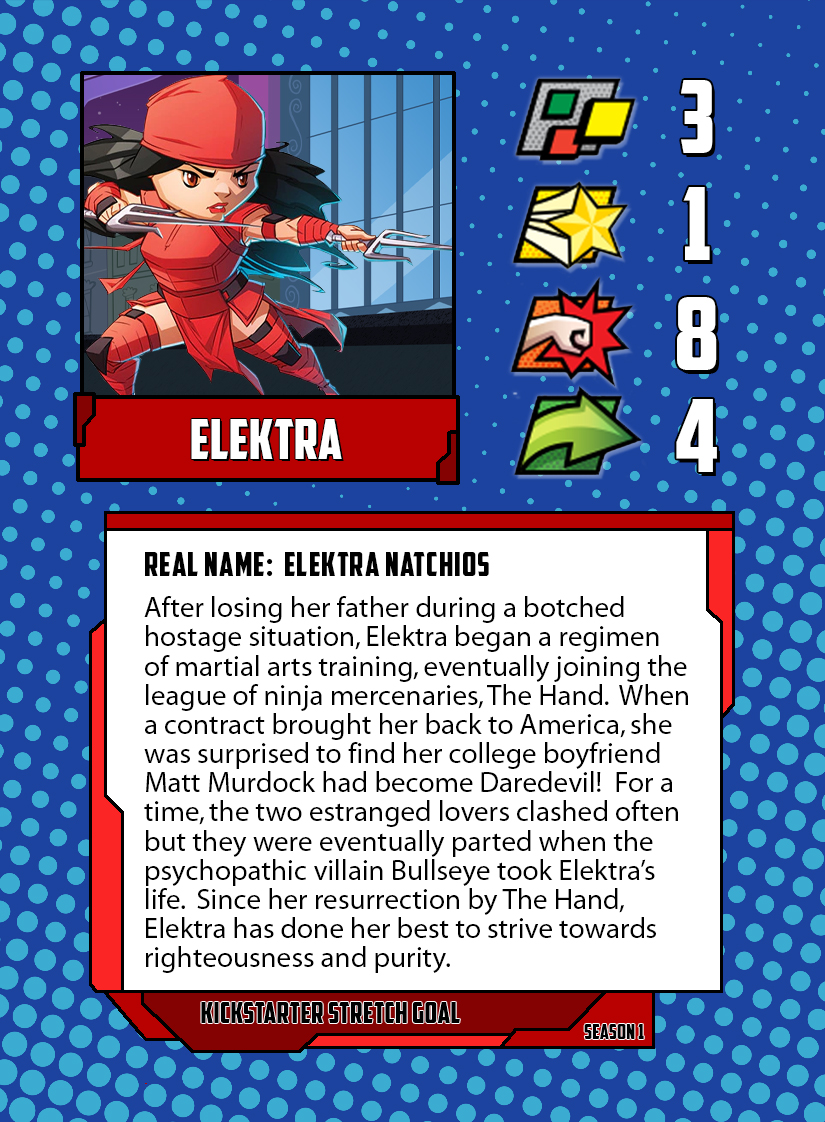 3
1
8
4
ELEKTRA
REAL NAME: ELEKTRA NATCHIOS
After losing her father during a botched
hostage situation, Elektra began a regimen
of martial arts training, eventually joining the
league of ninja mercenaries, The Hand. When
a contract brought her back to America, she
was surprised to find her college boyfriend
Matt Murdock had become Daredevil! For a
time, the two estranged lovers clashed often
but they were eventually parted when the
psychopathic villain Bullseye took Elektra’s
life. Since her resurrection by The Hand,
Elektra has done her best to strive towards
righteousness and purity.
KICKSTARTER STRETCH GOAL
SEASON 1